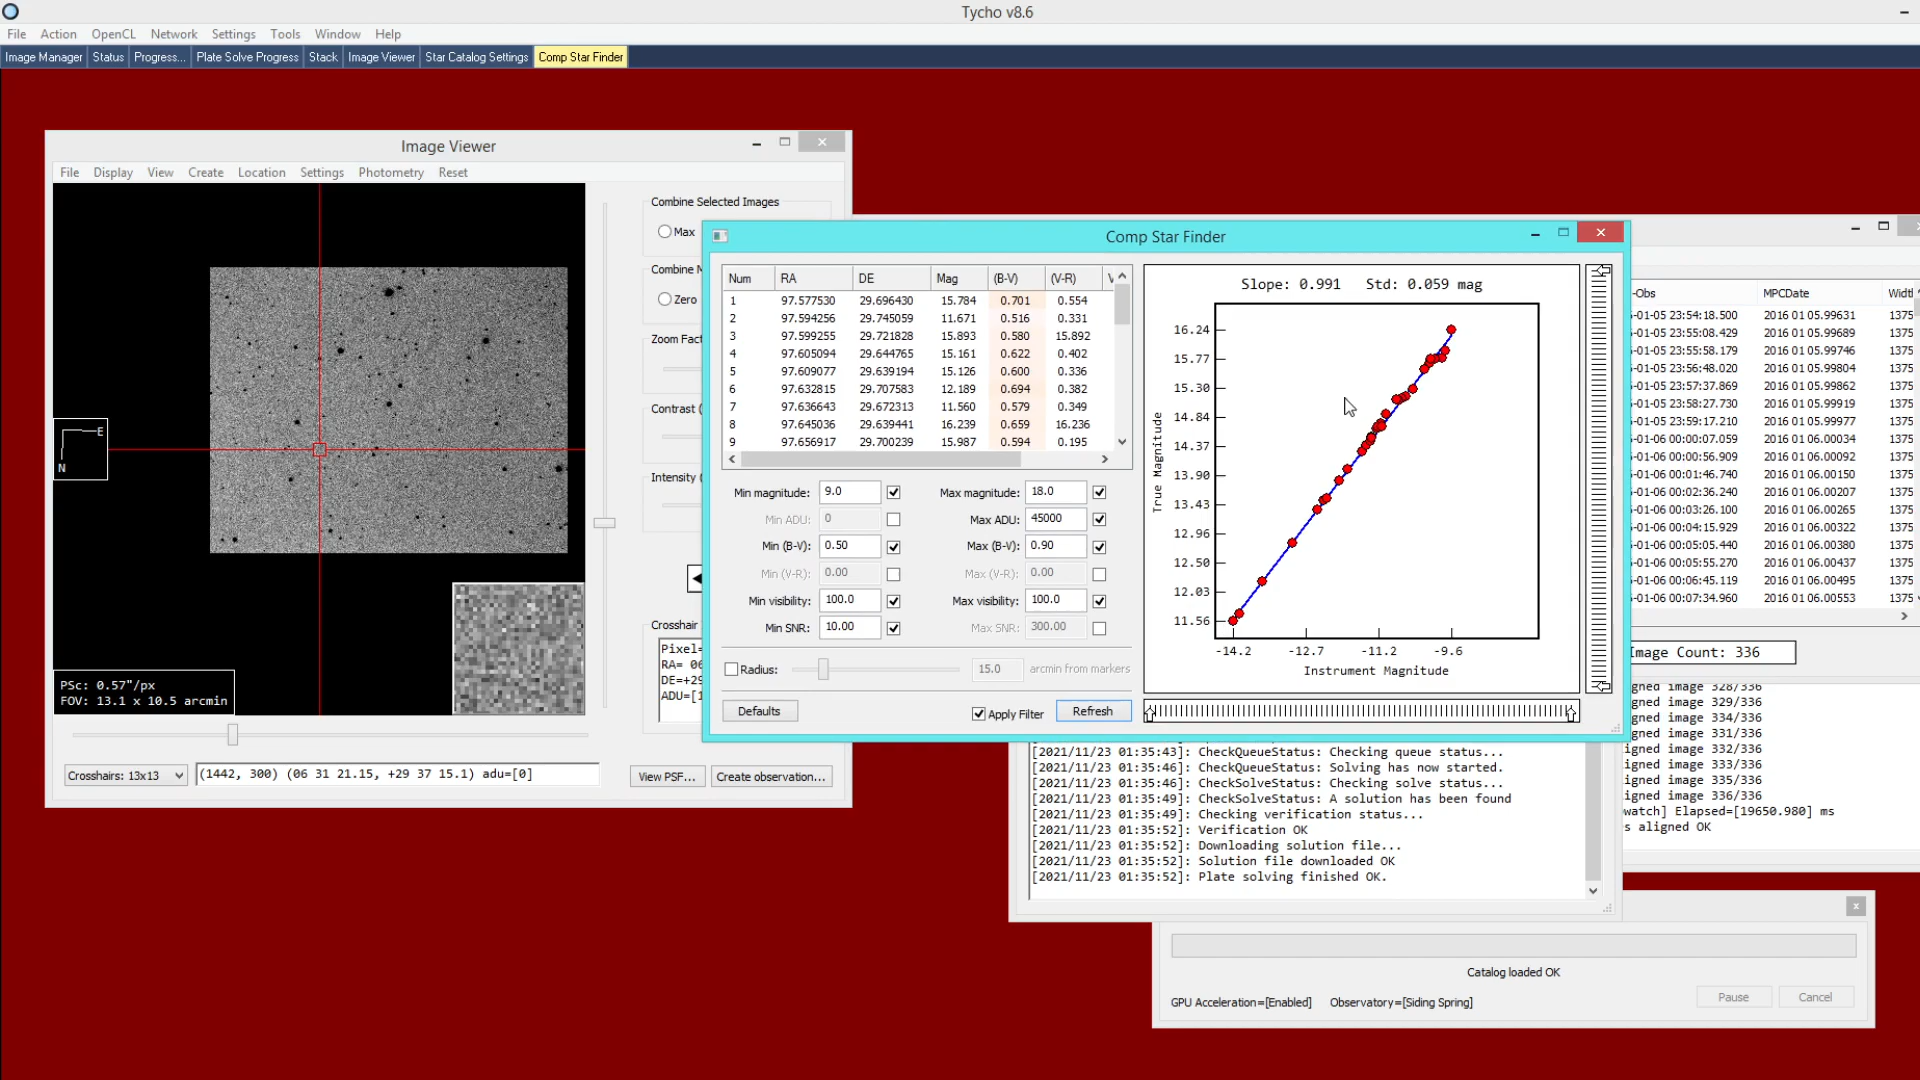 Tycho v8.6
File Action OpenCL Network Settings Tools Window Help
Image Manager Status Progress... Plate Solve Progress Stack Image Viewer Star Catalog Settings Comp Star Finder
Image Viewer
File Display View Create Location Settings Photometry Reset
E
N
PSc: 0.57"/px
FOV: 13.1 x 10.5 arcmin
Crosshairs: 13x13 (1442, 300) (06 31 21.15, +29 37 15.1) adu=[0]
View PSF... Create observation...
Combine Selected Images
Max
Combine M
Zero
Zoom Fact
Contrast (
Intensity (
Crosshair
Pixel=
RA= 06
DE=+29
ADU=[1
Comp Star Finder
Num RA DE Mag (B-V) (V-R)
1 97.577530 29.696430 15.784 0.701 0.554
2 97.594256 29.745059 11.671 0.516 0.331
3 97.599255 29.721828 15.893 0.580 15.892
4 97.605094 29.644765 15.161 0.622 0.402
5 97.609077 29.639194 15.126 0.600 0.336
6 97.632815 29.707583 12.189 0.694 0.382
7 97.636643 29.672313 11.560 0.579 0.349
8 97.645036 29.639441 16.239 0.659 16.236
9 97.656917 29.700239 15.987 0.594 0.195
Min magnitude: 9.0 Max magnitude: 18.0
Min ADU: 0 Max ADU: 45000
Min (B-V): 0.50 Max (B-V): 0.90
Min (V-R): 0.00 Max (V-R): 0.00
Min visibility: 100.0 Max visibility: 100.0
Min SNR: 10.00 Max SNR: 300.00
Radius: 15.0 arcmin from markers
Defaults Apply Filter Refresh
Slope: 0.991 Std: 0.059 mag
True Magnitude
16.24
15.77
15.30
14.84
14.37
13.90
13.43
12.96
12.50
12.03
11.56
-14.2 -12.7 -11.2 -9.6
Instrument Magnitude
-Obs MPCDate Widt
-01-05 23:54:18.500 2016 01 05.99631 1375
-01-05 23:55:08.429 2016 01 05.99689 1375
-01-05 23:55:58.179 2016 01 05.99746 1375
-01-05 23:56:48.020 2016 01 05.99804 1375
-01-05 23:57:37.869 2016 01 05.99862 1375
-01-05 23:58:27.730 2016 01 05.99919 1375
-01-05 23:59:17.210 2016 01 05.99977 1375
-01-06 00:00:07.059 2016 01 06.00034 1375
-01-06 00:00:56.909 2016 01 06.00092 1375
-01-06 00:01:46.740 2016 01 06.00150 1375
-01-06 00:02:36.240 2016 01 06.00207 1375
-01-06 00:03:26.100 2016 01 06.00265 1375
-01-06 00:04:15.929 2016 01 06.00322 1375
-01-06 00:05:05.440 2016 01 06.00380 1375
-01-06 00:05:55.270 2016 01 06.00437 1375
-01-06 00:06:45.119 2016 01 06.00495 1375
-01-06 00:07:34.960 2016 01 06.00553 1375
Image Count: 336
igned image 328/336
igned image 329/336
igned image 334/336
igned image 331/336
igned image 332/336
igned image 333/336
igned image 335/336
igned image 336/336
watch] Elapsed=[19650.980] ms
s aligned OK
[2021/11/23 01:35:43]: CheckQueueStatus: Checking queue status...
[2021/11/23 01:35:46]: CheckQueueStatus: Solving has now started.
[2021/11/23 01:35:46]: CheckSolveStatus: Checking solve status...
[2021/11/23 01:35:49]: CheckSolveStatus: A solution has been found
[2021/11/23 01:35:49]: Checking verification status...
[2021/11/23 01:35:52]: Verification OK
[2021/11/23 01:35:52]: Downloading solution file...
[2021/11/23 01:35:52]: Solution file downloaded OK
[2021/11/23 01:35:52]: Plate solving finished OK.
Catalog loaded OK
GPU Acceleration=[Enabled] Observatory=[Siding Spring]
Pause Cancel